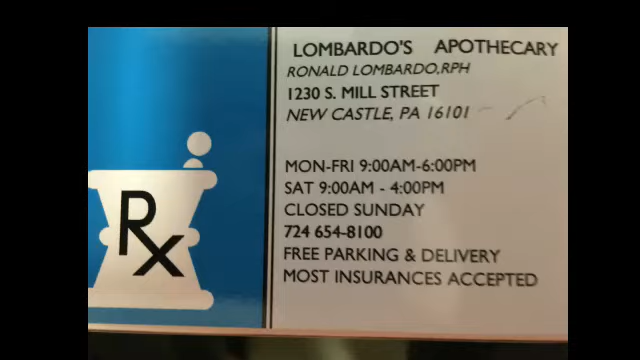 LOMBARDO'S APOTHECARY
RONALD LOMBARDO,RPH
1230 S. MILL STREET
NEW CASTLE, PA 16101
MON-FRI 9:00AM-6:00PM
SAT 9:00AM - 4:00PM
CLOSED SUNDAY
724 654-8100
FREE PARKING & DELIVERY
MOST INSURANCES ACCEPTED
Rx